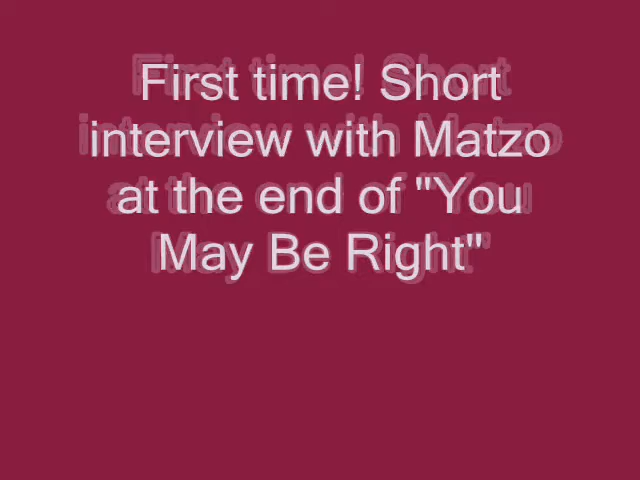 First time! Short
interview with Matzo
at the end of "You
May Be Right"